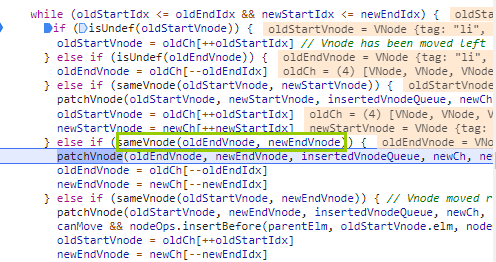 while (oldStartIdx <= oldEndIdx && newStartIdx <= newEndIdx) { oldSta
if (isUndef(oldStartVnode)) { oldStartVnode = VNode {tag: "li",
oldStartVnode = oldCh[++oldStartIdx] // Vnode has been moved left
} else if (isUndef(oldEndVnode)) { oldEndVnode = VNode {tag: "li",
oldEndVnode = oldCh[--oldEndIdx] oldCh = (4) [VNode, VNode, VNode
} else if (sameVnode(oldStartVnode, newStartVnode)) { oldStartVnode
patchVnode(oldStartVnode, newStartVnode, insertedVnodeQueue, newCh,
oldStartVnode = oldCh[++oldStartIdx] oldCh = (4) [VNode, VNode, V
newStartVnode = newCh[++newStartIdx] newStartVnode = VNode {tag:
} else if (sameVnode(oldEndVnode, newEndVnode)) { oldEndVnode = VN
patchVnode(oldEndVnode, newEndVnode, insertedVnodeQueue, newCh, ne
oldEndVnode = oldCh[--oldEndIdx]
newEndVnode = newCh[--newEndIdx]
} else if (sameVnode(oldStartVnode, newEndVnode)) { // Vnode moved r
patchVnode(oldStartVnode, newEndVnode, insertedVnodeQueue, newCh,
canMove && nodeOps.insertBefore(parentElm, oldStartVnode.elm, node
oldStartVnode = oldCh[++oldStartIdx]
newEndVnode = newCh[--newEndIdx]